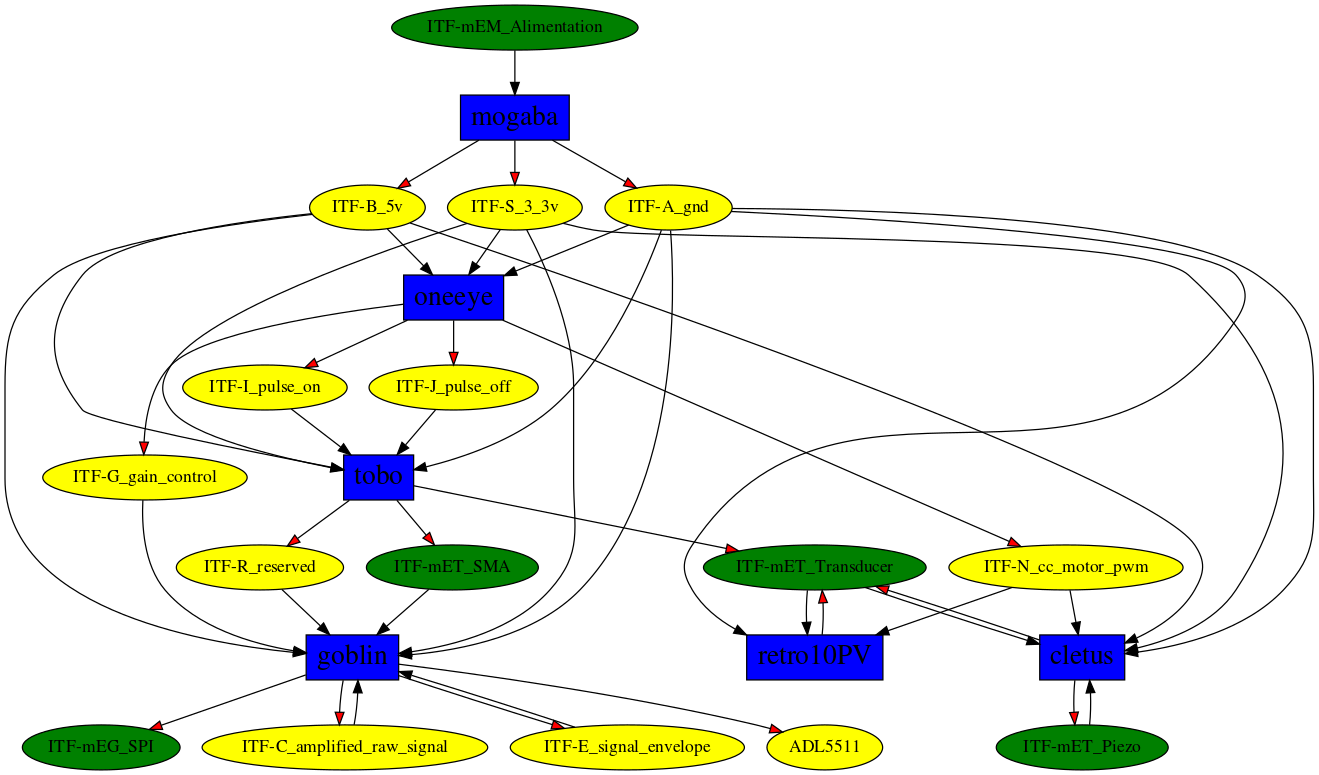 ITF-mEM_Alimentation
mogaba
ITF-B_5v
ITF-S_3_3v
ITF-A_gnd
oneeye
ITF-I_pulse_on
ITF-J_pulse_off
ITF-G_gain_control
tobo
ITF-R_reserved
ITF-mET_SMA
ITF-mET_Transducer
ITF-N_cc_motor_pwm
goblin
retro10PV
cletus
ITF-mEG_SPI
ITF-C_amplified_raw_signal
ITF-E_signal_envelope
ADL5511
ITF-mET_Piezo